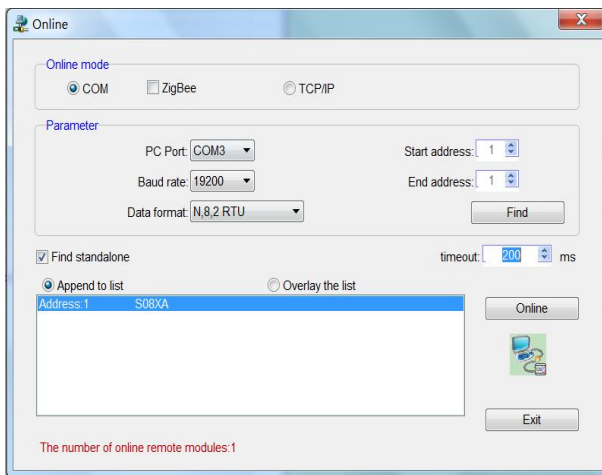 Online
Online mode
COM ZigBee TCP/IP
Parameter
PC Port: COM3 Start address: 1
Baud rate: 19200 End address: 1
Data format: N,8,2 RTU Find
Find standalone timeout: 200 ms
Append to list Overlay the list
Address:1 S08XA
Online
Exit
The number of online remote modules:1